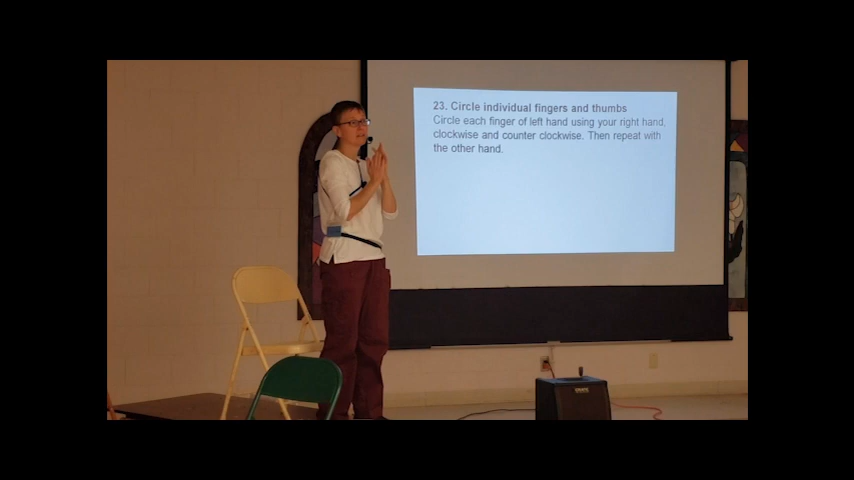 23. Circle individual fingers and thumbs
Circle each finger of left hand using your right hand,
clockwise and counter clockwise. Then repeat with
the other hand.